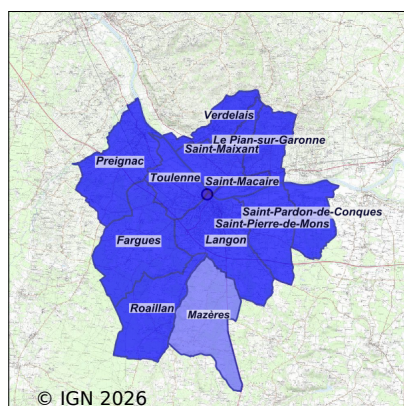 Verdelais
Le Pian-sur-Garonne
Saint-Maixant
Preignac
Toulenne
Saint-Macaire
Saint-Pardon-de-Conques
Saint-Pierre-de-Mons
Fargues
Langon
Roaillan
Mazères
© IGN 2026